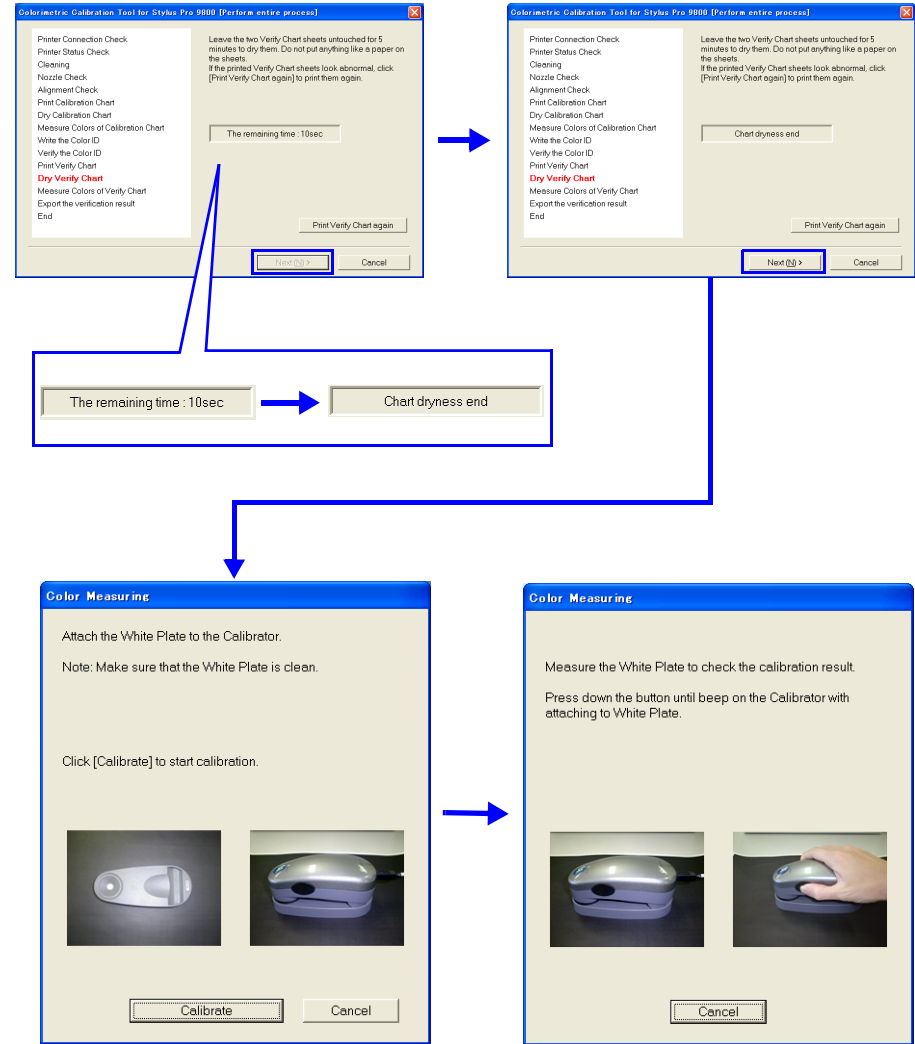 Colorimetric Calibration Tool for Stylus Pro 9800 [Perform entire process]
Printer Connection Check
Printer Status Check
Cleaning
Nozzle Check
Alignment Check
Print Calibration Chart
Dry Calibration Chart
Measure Colors of Calibration Chart
Write the Color ID
Verify the Color ID
Print Verify Chart
Dry Verify Chart
Measure Colors of Verify Chart
Export the verification result
End
Leave the two Verify Chart sheets untouched for 5
minutes to dry them. Do not put anything like a paper on
the sheets.
If the printed Verify Chart sheets look abnormal, click
[Print Verify Chart again] to print them again.
The remaining time : 10sec
Print Verify Chart again
Next (N) >
Cancel
Colorimetric Calibration Tool for Stylus Pro 9800 [Perform entire process]
Printer Connection Check
Printer Status Check
Cleaning
Nozzle Check
Alignment Check
Print Calibration Chart
Dry Calibration Chart
Measure Colors of Calibration Chart
Write the Color ID
Verify the Color ID
Print Verify Chart
Dry Verify Chart
Measure Colors of Verify Chart
Export the verification result
End
Leave the two Verify Chart sheets untouched for 5
minutes to dry them. Do not put anything like a paper on
the sheets.
If the printed Verify Chart sheets look abnormal, click
[Print Verify Chart again] to print them again.
Chart dryness end
Print Verify Chart again
Next (N) >
Cancel
The remaining time : 10sec
Chart dryness end
Color Measuring
Attach the White Plate to the Calibrator.
Note: Make sure that the White Plate is clean.
Click [Calibrate] to start calibration.
Calibrate
Cancel
Color Measuring
Measure the White Plate to check the calibration result.
Press down the button until beep on the Calibrator with
attaching to White Plate.
Cancel